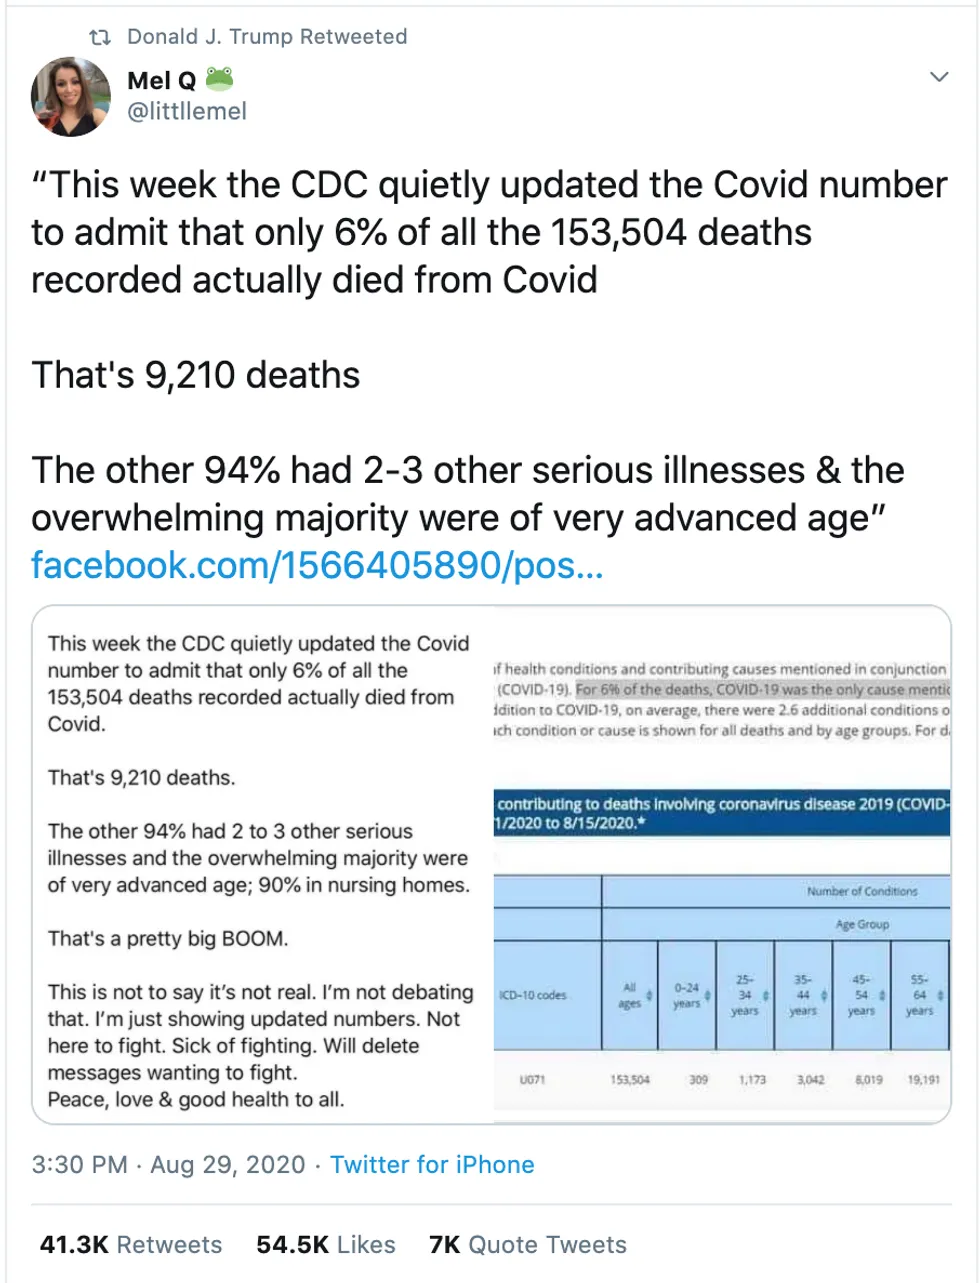 Donald J. Trump Retweeted
Mel Q 🐸
@littllemel
“This week the CDC quietly updated the Covid number
to admit that only 6% of all the 153,504 deaths
recorded actually died from Covid
That's 9,210 deaths
The other 94% had 2-3 other serious illnesses & the
overwhelming majority were of very advanced age”
facebook.com/1566405890/pos...
This week the CDC quietly updated the Covid
number to admit that only 6% of all the
153,504 deaths recorded actually died from
Covid.
That's 9,210 deaths.
The other 94% had 2 to 3 other serious
illnesses and the overwhelming majority were
of very advanced age; 90% in nursing homes.
That's a pretty big BOOM.
This is not to say it's not real. I'm not debating
that. I'm just showing updated numbers. Not
here to fight. Sick of fighting. Will delete
messages wanting to fight.
Peace, love & good health to all.
health conditions and contributing causes mentioned in conjunction
(COVID-19). For 6% of the deaths, COVID-19 was the only cause
to COVID-19, on average, there were 2.6 additional conditions
condition or cause is shown for all deaths and by age groups. For
contributing to deaths involving coronavirus disease 2019 (COVID-
1/2020 to 8/15/2020.*
Number of Conditions
Age Group
ICD-10 codes
All ages
0-24 years
25-34 years
35-44 years
45-54 years
55-64 years
U071 153,504 309 1,173 3,042 8,019 19,191
3:30 PM · Aug 29, 2020 · Twitter for iPhone
41.3K Retweets 54.5K Likes 7K Quote Tweets